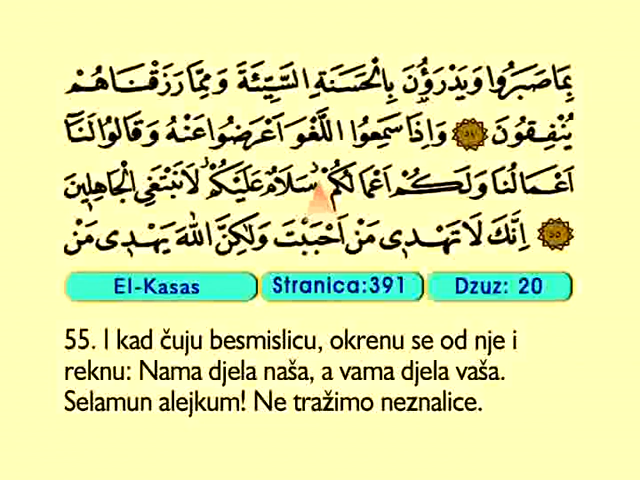 بِمَا صَبَرُوا وَيَدْرَؤُنَ بِالْحَسَنَةِ السَّيِّئَةَ وَمِمَّا رَزَقْنَاهُمْ
يُنْفِقُونَ ﴿٥٤﴾ وَاِذَا سَمِعُوا اللَّغْوَ اَعْرَضُوا عَنْهُ وَقَالُوا لَنَٓا
اَعْمَالُنَا وَلَكُمْ اَعْمَالُكُمْ سَلَامٌ عَلَيْكُمْ لَا نَبْتَغِي الْجَاهِلِينَ
﴿٥٥﴾ اِنَّكَ لَا تَهْدِي مَنْ اَحْبَبْتَ وَلٰكِنَّ اللّٰهَ يَهْدِي مَنْ
El-Kasas Stranica:391 Dzuz: 20
55. I kad čuju besmislicu, okrenu se od nje i
reknu: Nama djela naša, a vama djela vaša.
Selamun alejkum! Ne tražimo neznalice.